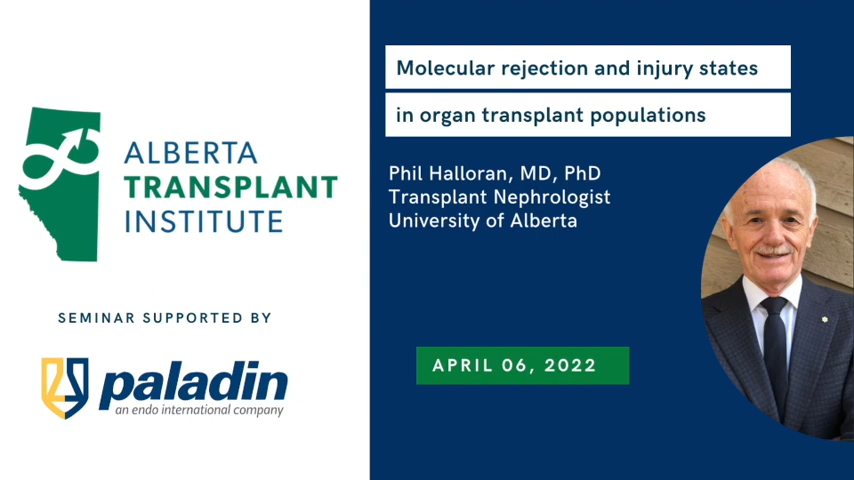 ALBERTA
TRANSPLANT
INSTITUTE
SEMINAR SUPPORTED BY
paladin
an endo international company
Molecular rejection and injury states
in organ transplant populations
Phil Halloran, MD, PhD
Transplant Nephrologist
University of Alberta
APRIL 06, 2022